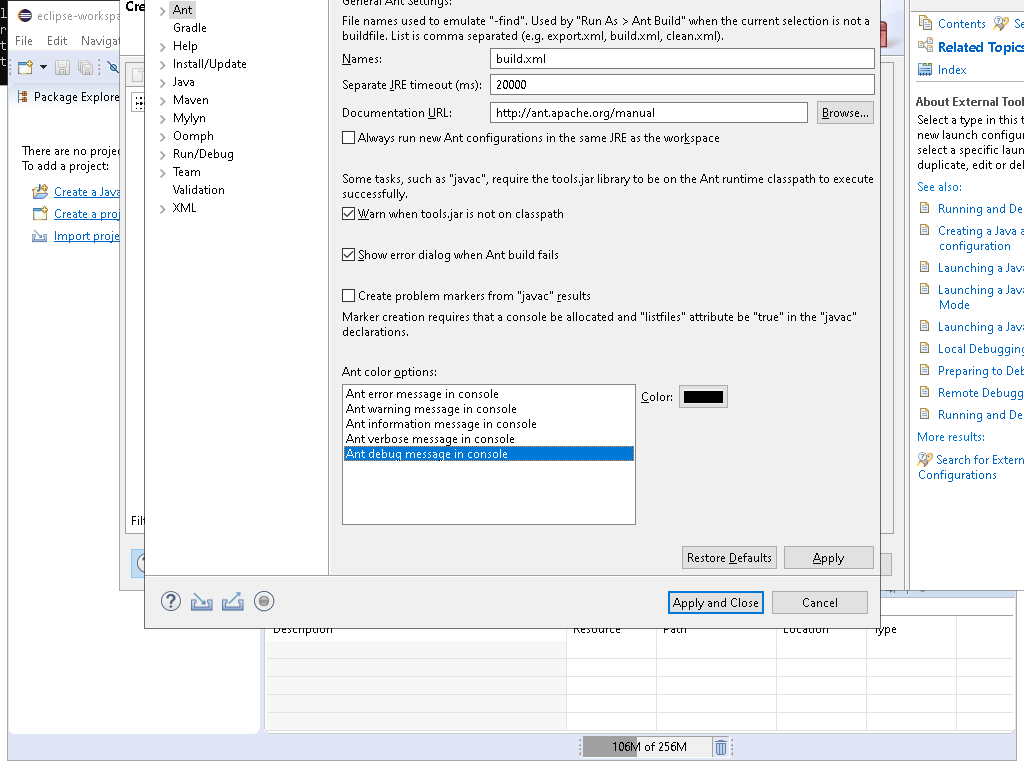 eclipse-workspa
File Edit Navigat
Package Explore
There are no proje
To add a project:
Create a Java
Create a proj
Import proje
Cre
Filt
Ant
Gradle
Help
Install/Update
Java
Maven
Mylyn
Oomph
Run/Debug
Team
Validation
XML
General Ant Settings:
File names used to emulate "-find". Used by "Run As > Ant Build" when the current selection is not a
buildfile. List is comma separated (e.g. export.xml, build.xml, clean.xml).
Names: build.xml
Separate JRE timeout (ms): 20000
Documentation URL: http://ant.apache.org/manual Browse...
Always run new Ant configurations in the same JRE as the workspace
Some tasks, such as "javac", require the tools.jar library to be on the Ant runtime classpath to execute
successfully.
Warn when tools.jar is not on classpath
Show error dialog when Ant build fails
Create problem markers from "javac" results
Marker creation requires that a console be allocated and "listfiles" attribute be "true" in the "javac"
declarations.
Ant color options:
Ant error message in console
Ant warning message in console
Ant information message in console
Ant verbose message in console
Ant debug message in console
Color:
Restore Defaults Apply
Apply and Close Cancel
Contents Se
Related Topics
Index
About External Tool
Select a type in this t
new launch configur
select a specific laun
duplicate, edit or del
See also:
Running and De
Creating a Java a
configuration
Launching a Java
Launching a Java
Mode
Launching a Java
Local Debugging
Preparing to Deb
Remote Debugg
Running and De
More results:
Search for Extern
Configurations
Description Resource Path Location Type
106M of 256M